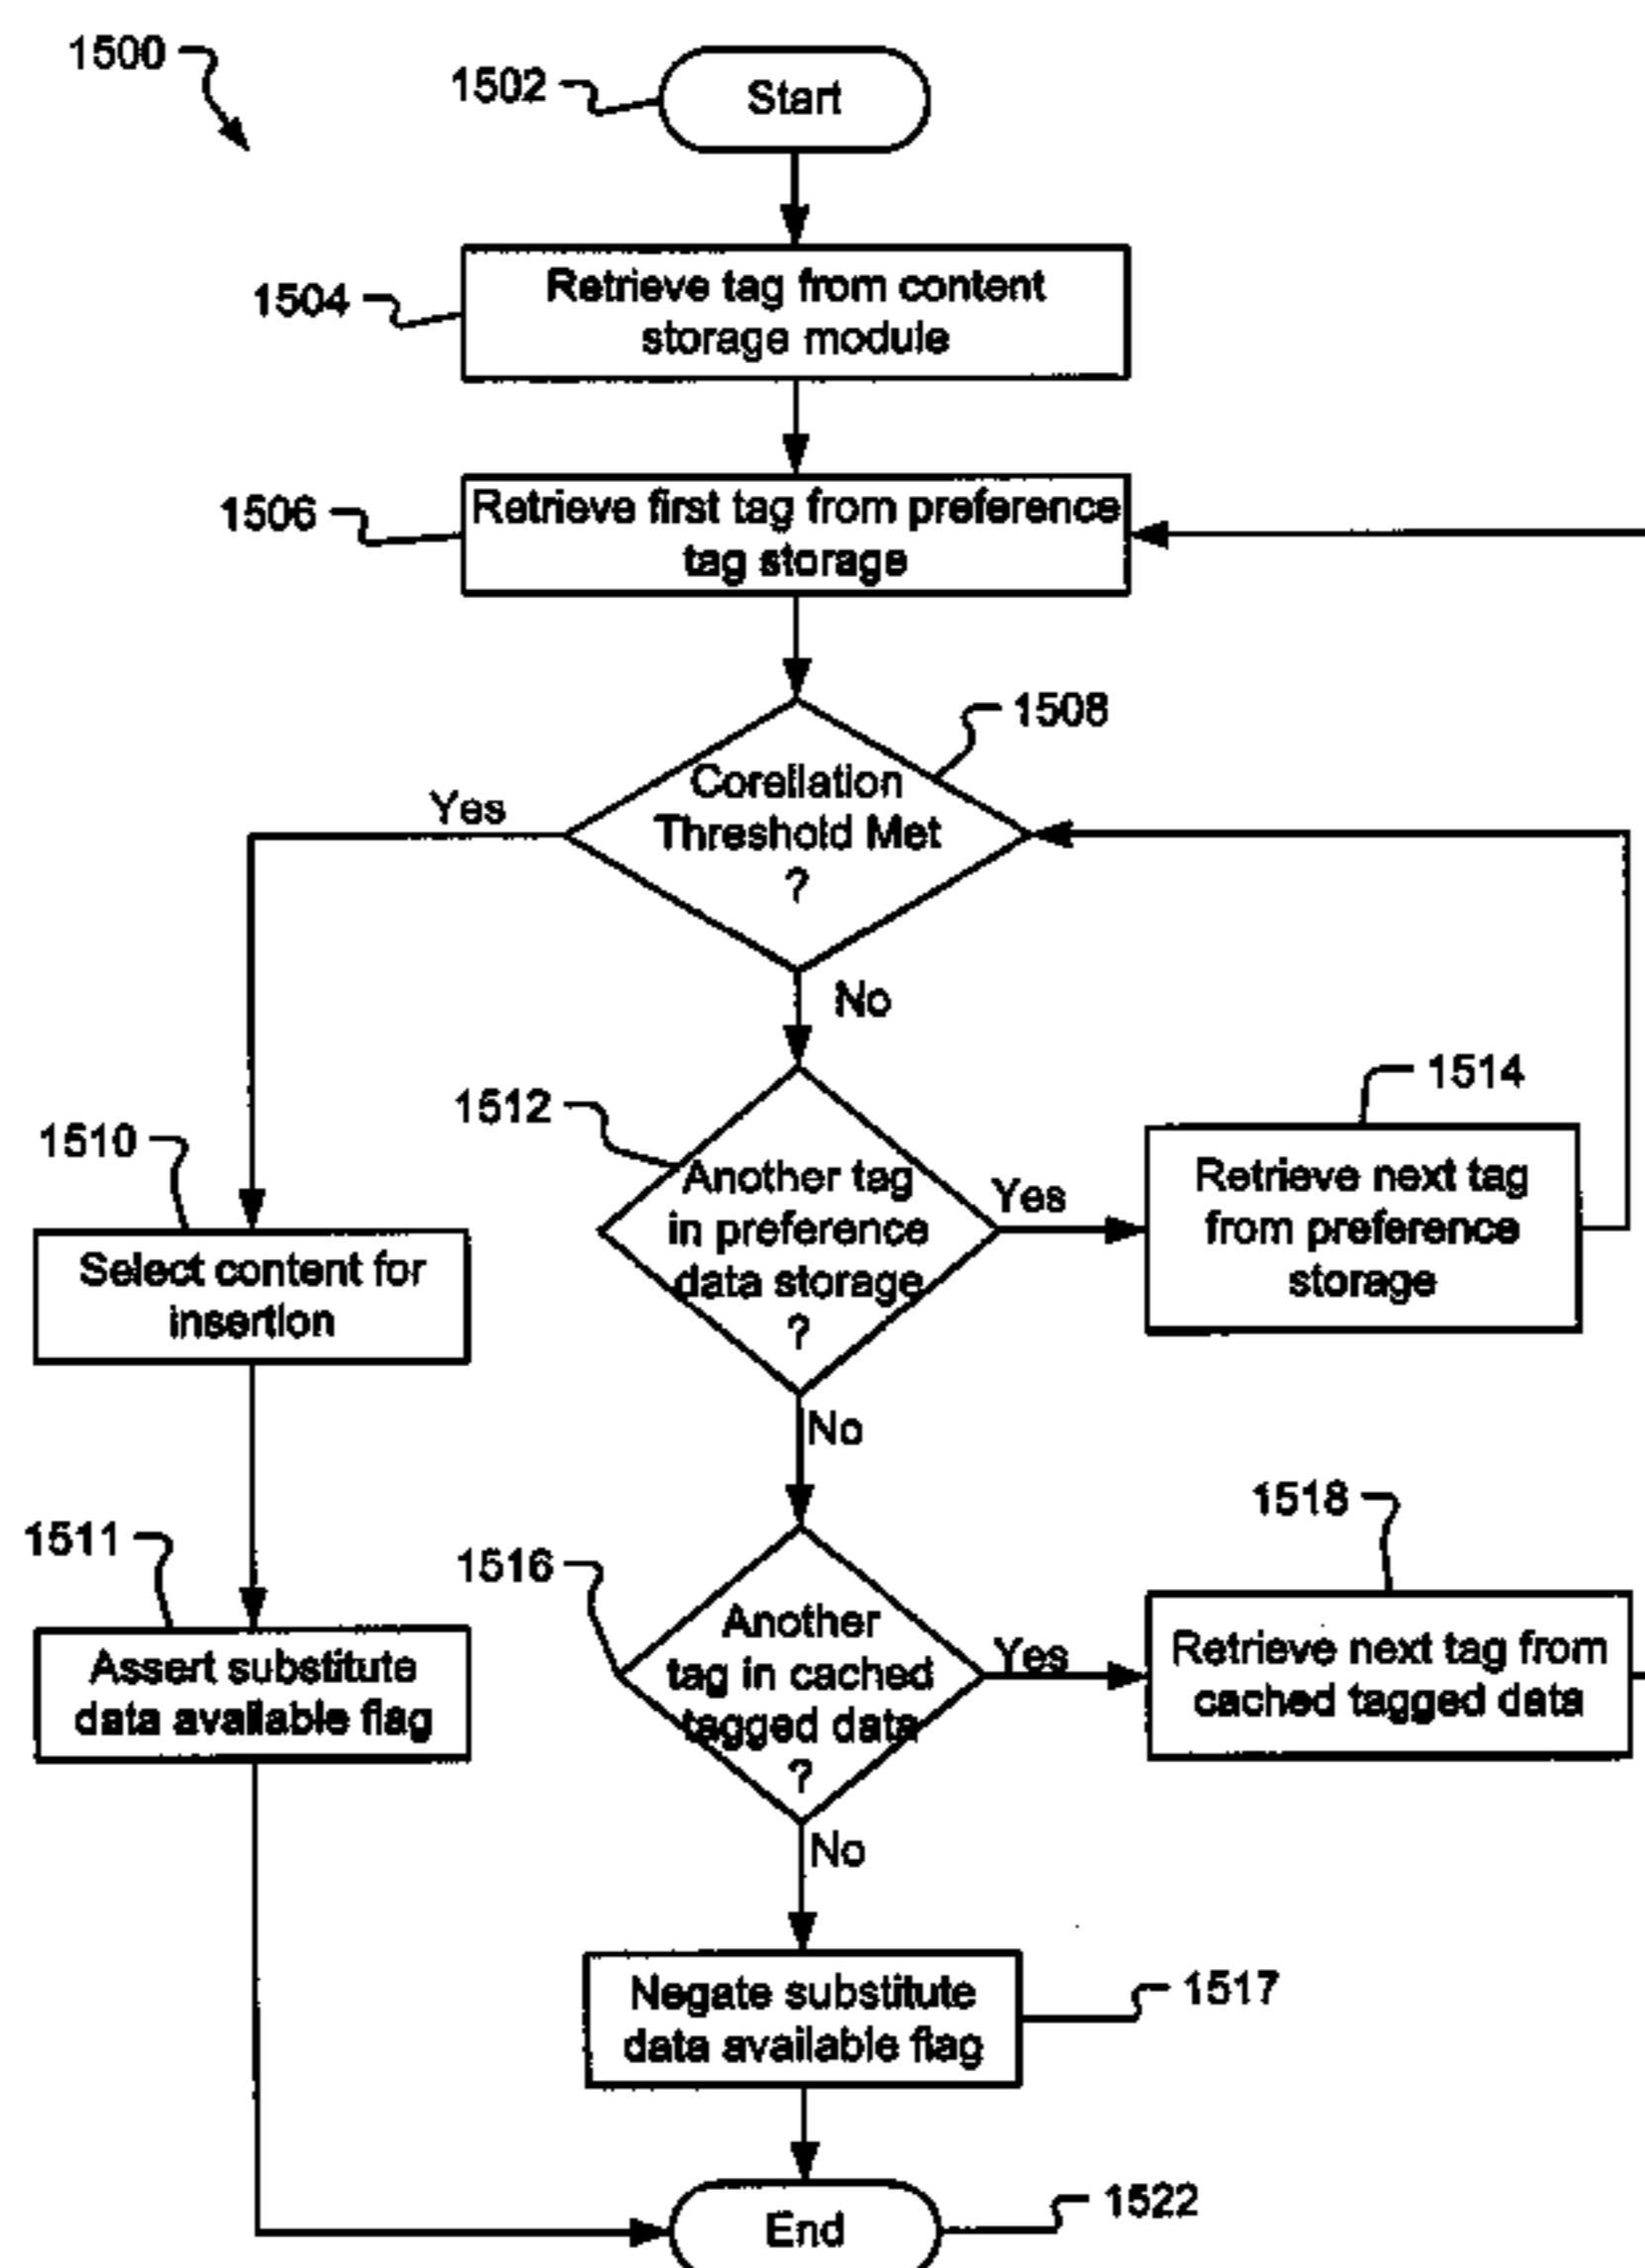 1500
1502
Start
1504
Retrieve tag from content
storage module
1506
Retrieve first tag from preference
tag storage
1508
Corellation
Threshold Met
?
Yes
No
1510
Select content for
insertion
1512
Another tag
in preference
data storage
?
Yes
1514
Retrieve next tag
from preference
storage
No
1511
Assert substitute
data available flag
1516
Another
tag in cached
tagged data
?
Yes
1518
Retrieve next tag from
cached tagged data
No
Negate substitute
data available flag
1517
End
1522